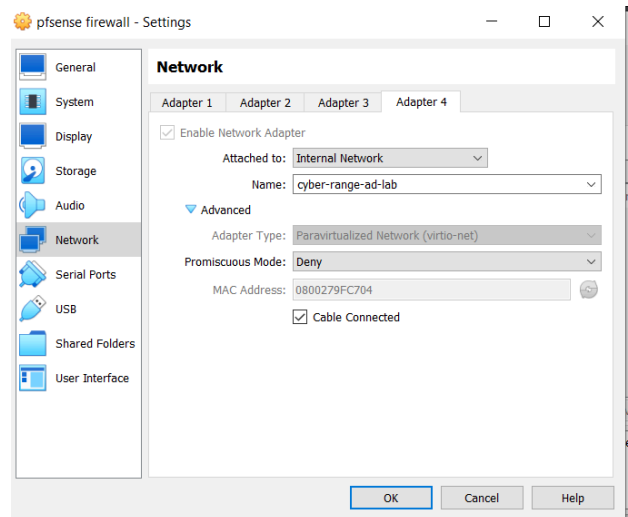 pfsense firewall - Settings
General
System
Display
Storage
Audio
Network
Serial Ports
USB
Shared Folders
User Interface
Network
Adapter 1 Adapter 2 Adapter 3 Adapter 4
Enable Network Adapter
Attached to: Internal Network
Name: cyber-range-ad-lab
Advanced
Adapter Type: Paravirtualized Network (virtio-net)
Promiscuous Mode: Deny
MAC Address: 0800279FC704
Cable Connected
OK Cancel Help